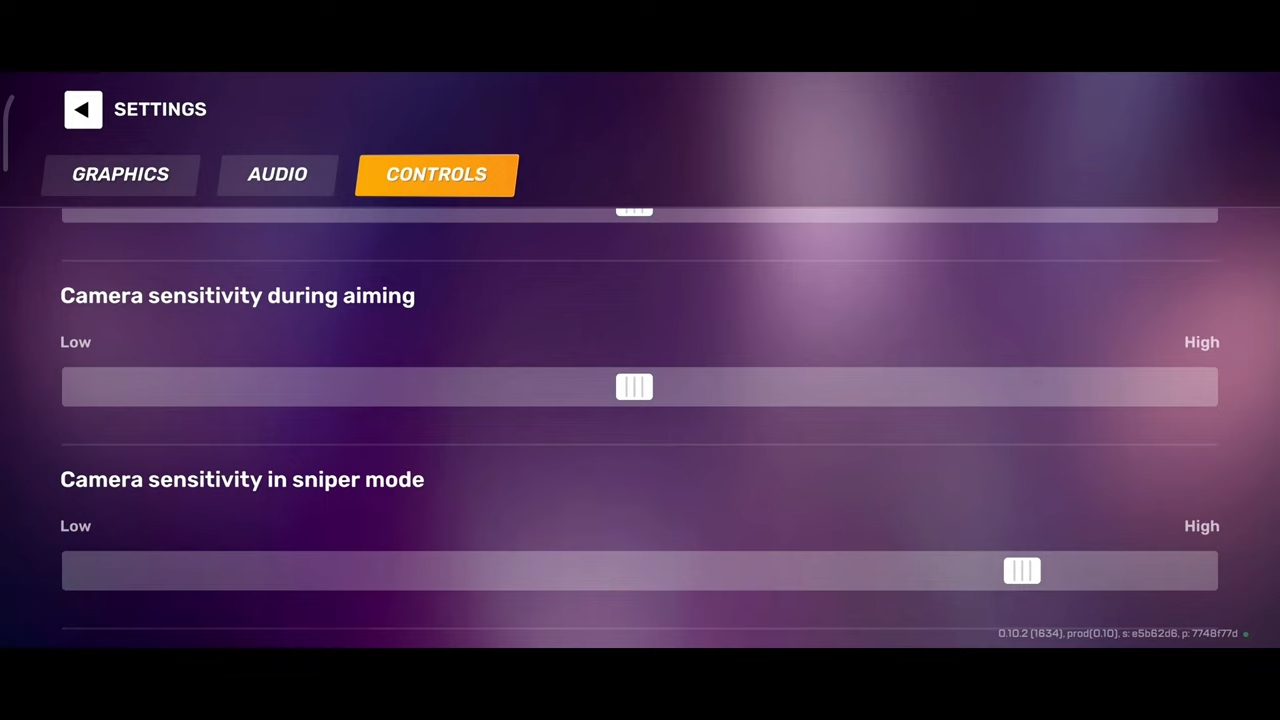 SETTINGS
GRAPHICS AUDIO CONTROLS
Camera sensitivity during aiming
Low High
Camera sensitivity in sniper mode
Low High
0.10.2 (1634), prod(0.10), s: e5b62d6, p: 7748f77d